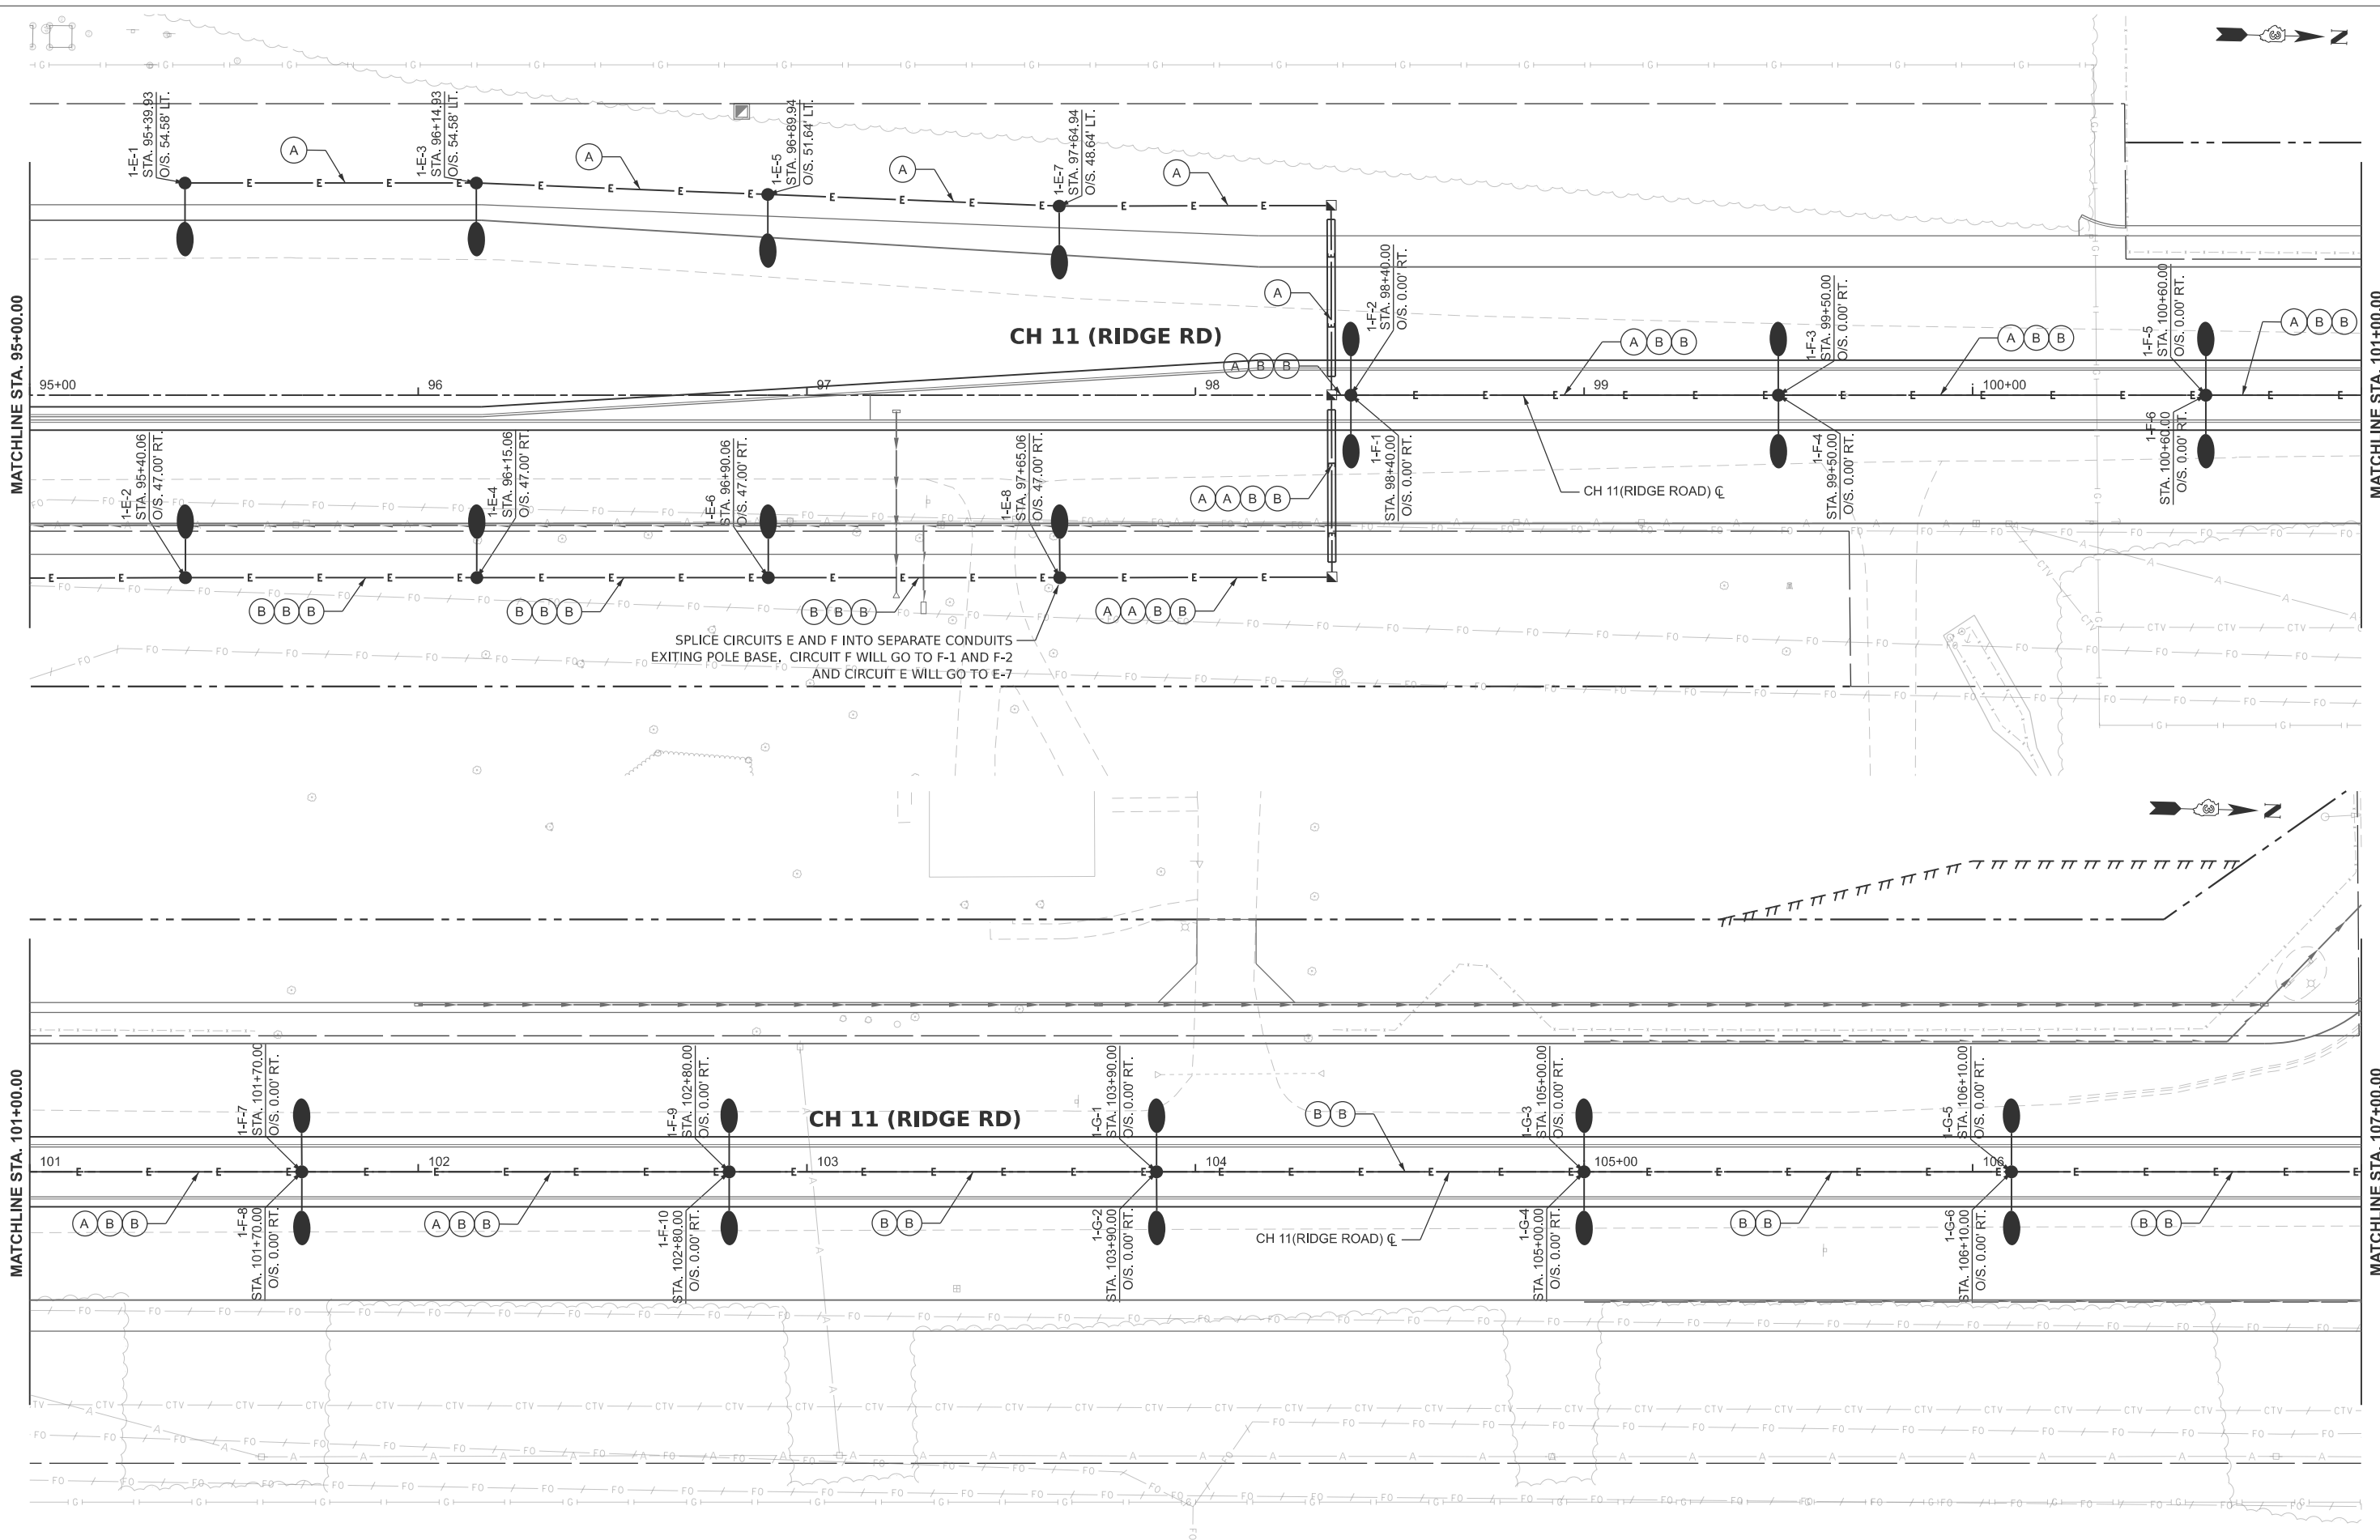 N
MATCHLINE STA. 95+00.00
1-E-1
STA. 95+39.93
O/S. 54.58' LT.
A
1-E-3
STA. 96+14.93
O/S. 54.58' LT.
A
1-E-5
STA. 96+89.94
O/S. 51.64' LT.
A
1-E-7
STA. 97+64.94
O/S. 48.64' LT.
A
A
CH 11 (RIDGE RD)
A B B
1-F-2
STA. 98+40.00
O/S. 0.00' RT.
A B B
1-F-3
STA. 99+50.00
O/S. 0.00' RT.
A B B
1-F-5
STA. 100+60.00
O/S. 0.00' RT.
A B B
MATCHLINE STA. 101+00.00
95+00
96
97
98
99
100+00
1-E-2
STA. 95+40.06
O/S. 47.00' RT.
1-E-4
STA. 96+15.06
O/S. 47.00' RT.
1-E-6
STA. 96+90.06
O/S. 47.00' RT.
1-E-8
STA. 97+65.06
O/S. 47.00' RT.
A A B B
1-F-1
STA. 98+40.00
O/S. 0.00' RT.
CH 11(RIDGE ROAD) ℄
1-F-4
STA. 99+50.00
O/S. 0.00' RT.
1-F-6
STA. 100+60.00
O/S. 0.00' RT.
B B B
B B B
B B B
A A B B
SPLICE CIRCUITS E AND F INTO SEPARATE CONDUITS
EXITING POLE BASE, CIRCUIT F WILL GO TO F-1 AND F-2
AND CIRCUIT E WILL GO TO E-7
N
MATCHLINE STA. 101+00.00
1-F-7
STA. 101+70.00
O/S. 0.00' RT.
1-F-9
STA. 102+80.00
O/S. 0.00' RT.
CH 11 (RIDGE RD)
1-G-1
STA. 103+90.00
O/S. 0.00' RT.
B B
1-G-3
STA. 105+00.00
O/S. 0.00' RT.
1-G-5
STA. 106+10.00
O/S. 0.00' RT.
MATCHLINE STA. 107+00.00
101
102
103
104
105+00
106
A B B
1-F-8
STA. 101+70.00
O/S. 0.00' RT.
A B B
1-F-10
STA. 102+80.00
O/S. 0.00' RT.
B B
1-G-2
STA. 103+90.00
O/S. 0.00' RT.
CH 11(RIDGE ROAD) ℄
1-G-4
STA. 105+00.00
O/S. 0.00' RT.
B B
1-G-6
STA. 106+10.00
O/S. 0.00' RT.
B B